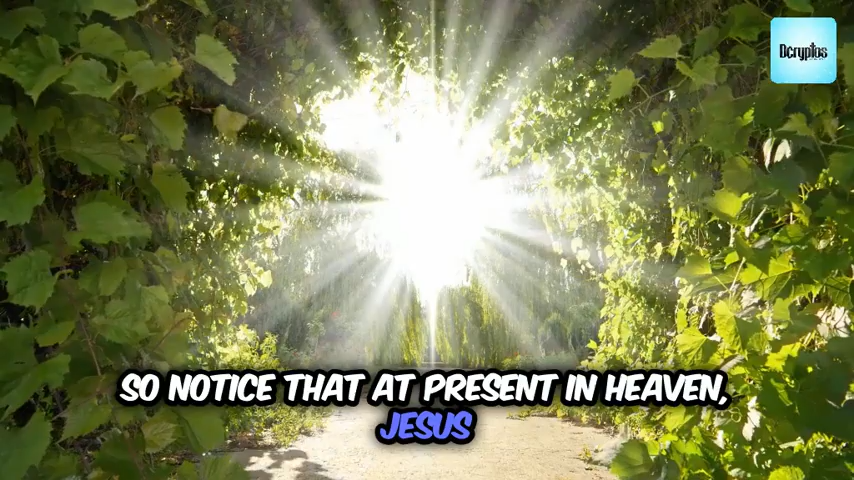 Dcryptos
SO NOTICE THAT AT PRESENT IN HEAVEN,
JESUS